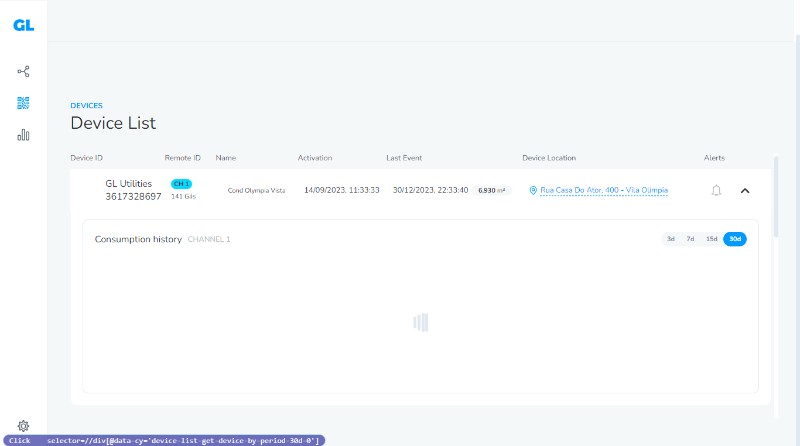 GL
DEVICES
Device List
Device ID Remote ID Name Activation Last Event Device Location Alerts
GL Utilities CH 1
3617328697 141 Gás Cond Olympia Vista 14/09/2023, 11:33:33 30/12/2023, 22:33:40 6.930 m³ Rua Casa Do Ator, 400 - Vila Olímpia
Consumption history CHANNEL 1 3d 7d 15d 30d
Click selector=//div[@data-cy='device-list-get-device-by-period-30d-0']